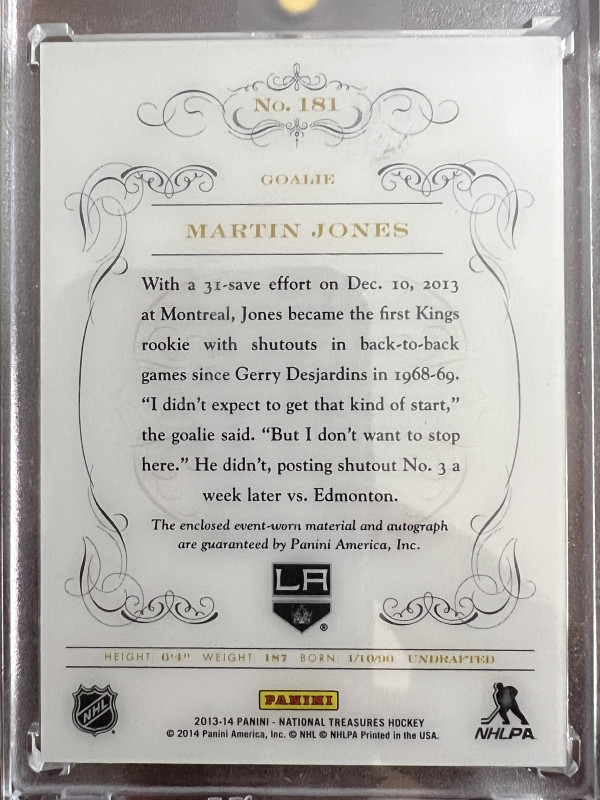 No. 181
GOALIE
MARTIN JONES
With a 31-save effort on Dec. 10, 2013
at Montreal, Jones became the first Kings
rookie with shutouts in back-to-back
games since Gerry Desjardins in 1968-69.
“I didn’t expect to get that kind of start,”
the goalie said. “But I don’t want to stop
here.” He didn’t, posting shutout No. 3 a
week later vs. Edmonton.
The enclosed event-worn material and autograph
are guaranteed by Panini America, Inc.
LA
®
HEIGHT 6'4" WEIGHT 187 BORN 1/10/90 UNDRAFTED
NHL
PANINI
NHLPA
2013-14 PANINI - NATIONAL TREASURES HOCKEY
© 2014 Panini America, Inc. © NHL © NHLPA Printed in the USA.